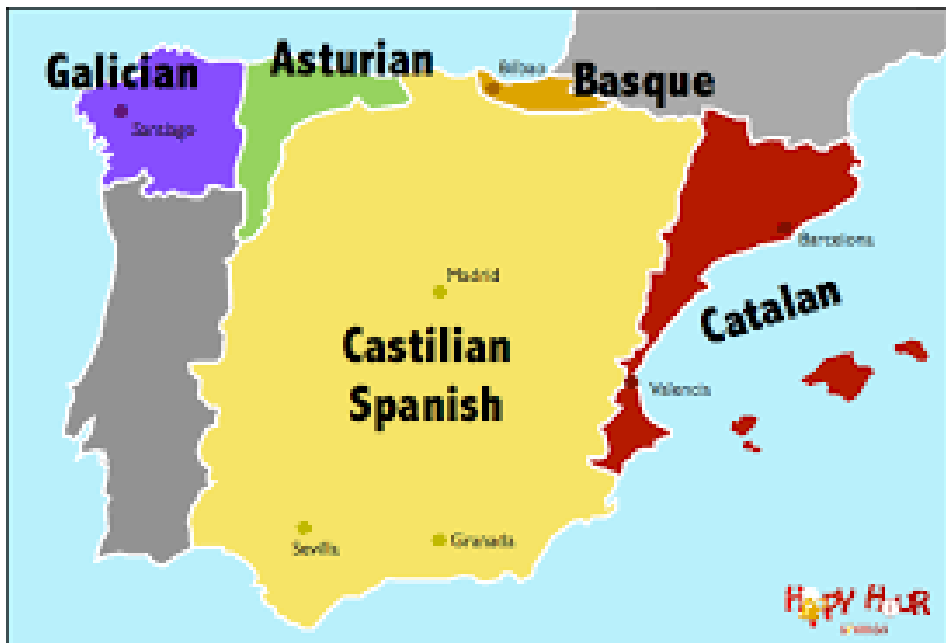 Galician
Asturian
Basque
Bilbao
Santiago
Barcelona
Madrid
Catalan
Castilian
Spanish
Valencia
Sevilla
Granada
HAPPY HOUR